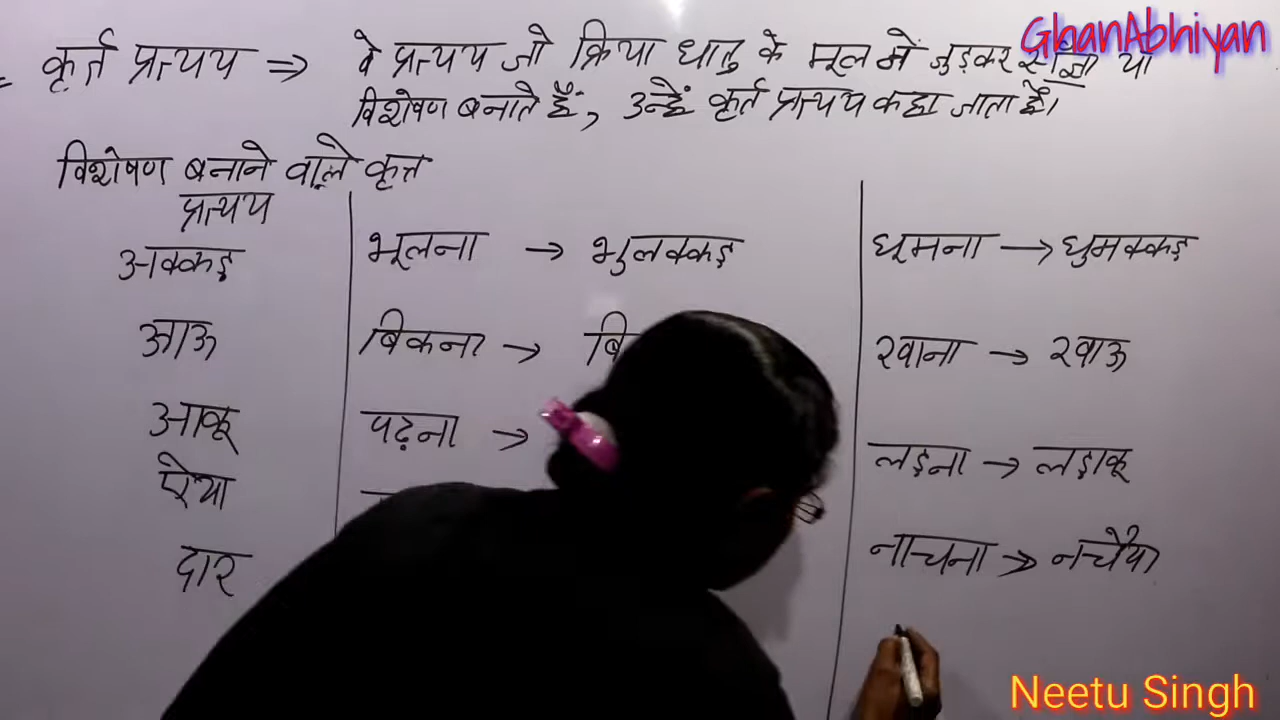 GhanAbhiyan
कृर्त प्रत्यय ⇒ वे प्रत्यय जो क्रिया धातु के मूल में जुड़कर संज्ञा या
विशेषण बनाते हैं, उन्हें कृर्त प्रत्यय कहा जाता है।
विशेषण बनाने वाले कृत्त
प्रत्यय
अक्कड़ भूलना → भुलक्कड़ घूमना → घुमक्कड़
आऊ बिकना → बि खाना → खाऊ
आकू पढ़ना → लड़ना → लड़ाकू
ऐया नाचना → नचैया
दार
Neetu Singh